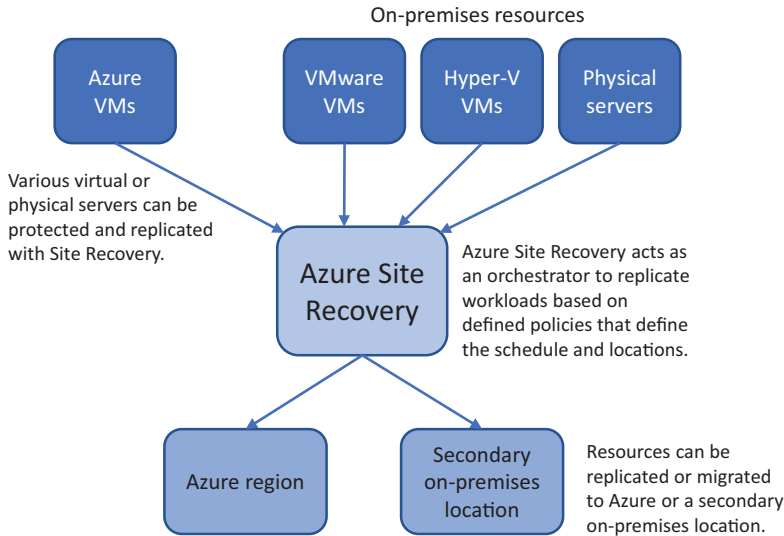 On-premises resources
Azure
VMs
VMware
VMs
Hyper-V
VMs
Physical
servers
Various virtual or
physical servers can be
protected and replicated
with Site Recovery.
Azure Site
Recovery
Azure Site Recovery acts as
an orchestrator to replicate
workloads based on
defined policies that define
the schedule and locations.
Azure region
Secondary
on-premises
location
Resources can be
replicated or migrated
to Azure or a secondary
on-premises location.